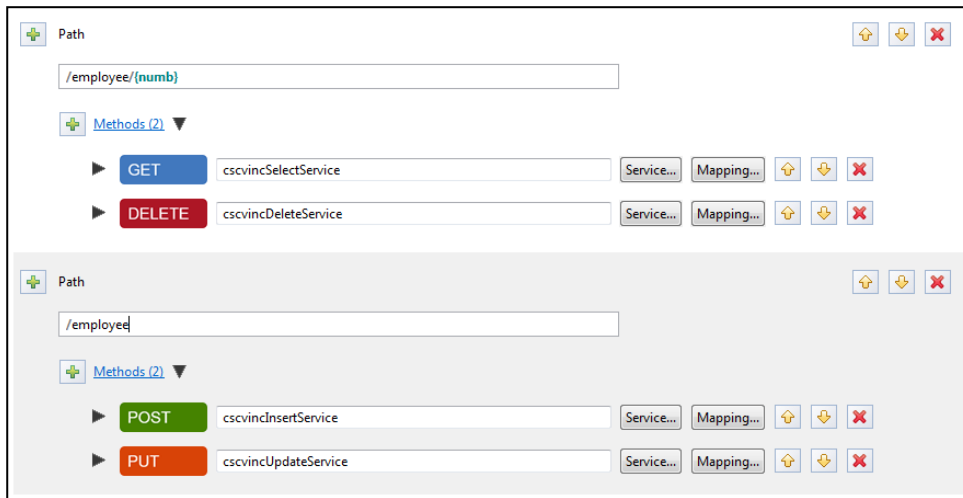 Path
/employee/{numb}
Methods (2)
GET cscvincSelectService Service... Mapping...
DELETE cscvincDeleteService Service... Mapping...
Path
/employee
Methods (2)
POST cscvincInsertService Service... Mapping...
PUT cscvincUpdateService Service... Mapping...